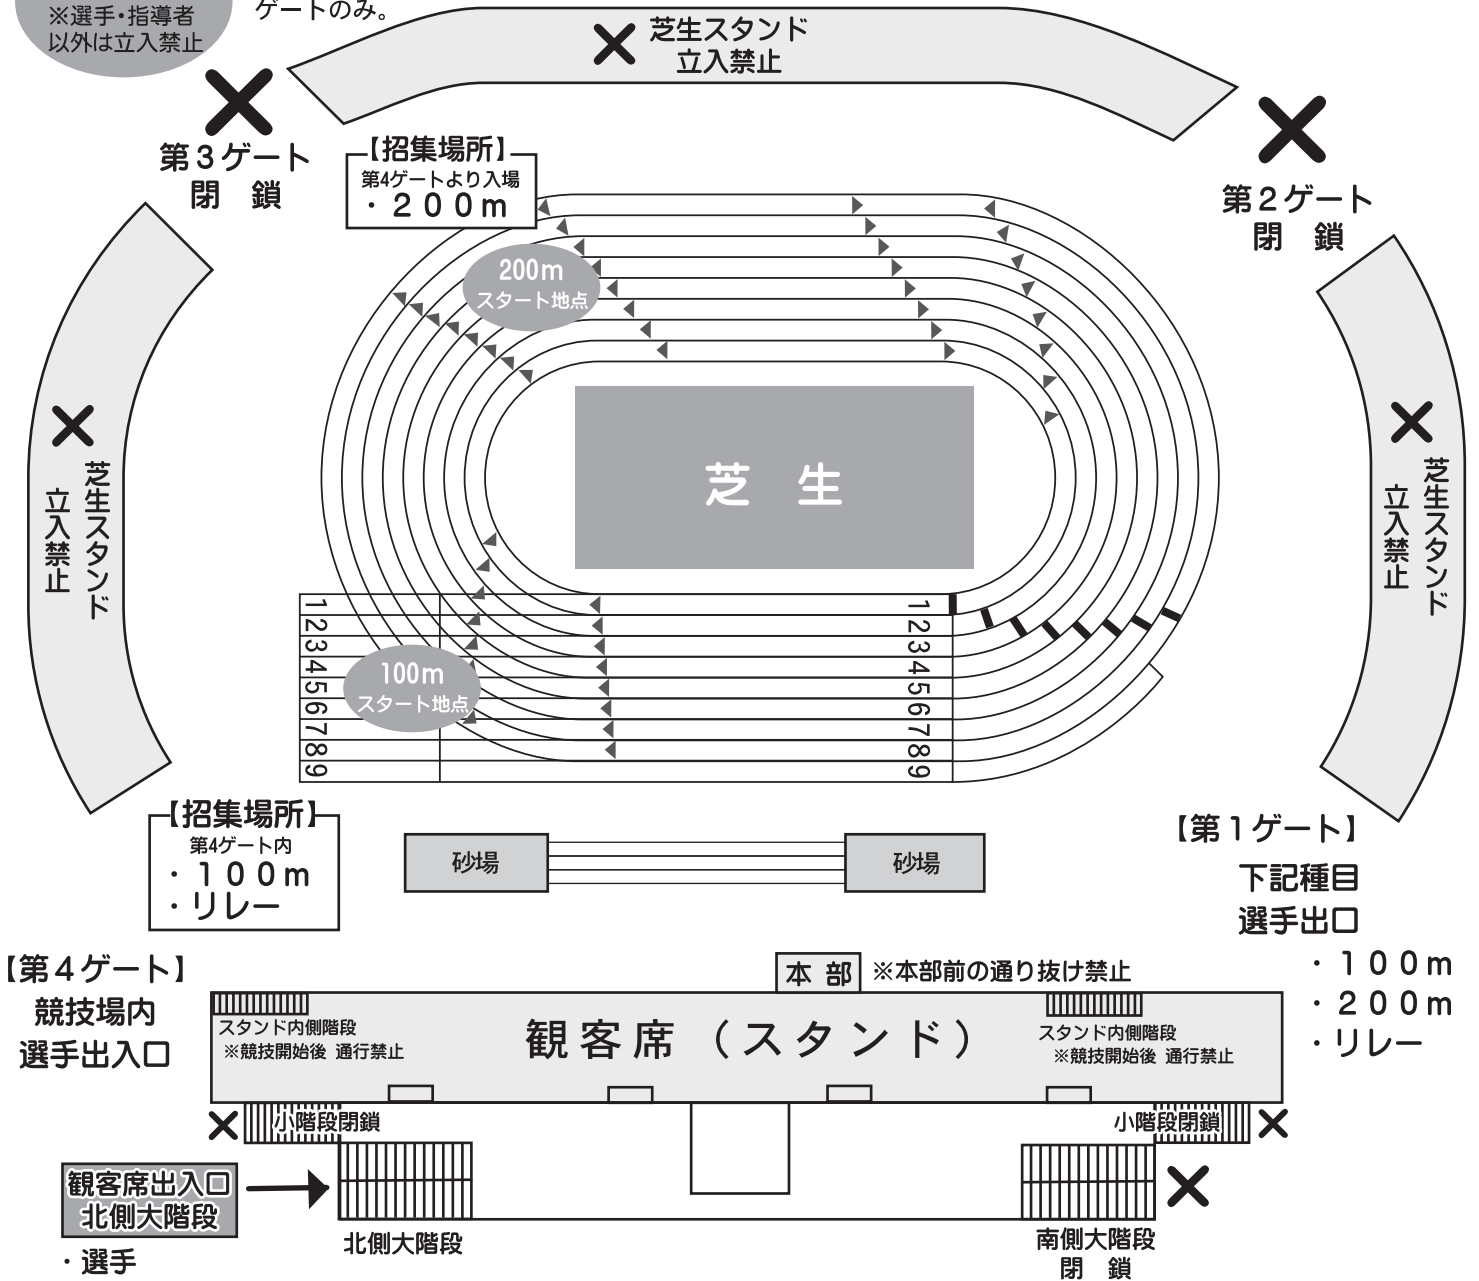 ※選手・指導者
以外は立入禁止
ゲートのみ。
芝生スタンド
立入禁止
第３ゲート
閉　鎖
【招集場所】
第4ゲートより入場
・２００ｍ
第２ゲート
閉　鎖
200m
スタート地点
芝生スタンド
立入禁止
芝　生
芝生スタンド
立入禁止
1
2
3
4
5
6
7
8
9
1
2
3
4
5
6
7
8
9
100m
スタート地点
【招集場所】
第4ゲート内
・１００ｍ
・リレー
砂場
砂場
【第１ゲート】
下記種目
選手出口
・１００ｍ
・２００ｍ
・リレー
【第４ゲート】
競技場内
選手出入口
本 部
※本部前の通り抜け禁止
スタンド内側階段
※競技開始後 通行禁止
観客席（スタンド）
スタンド内側階段
※競技開始後 通行禁止
小階段閉鎖
小階段閉鎖
観客席出入口
北側大階段
・選手
北側大階段
南側大階段
閉　鎖